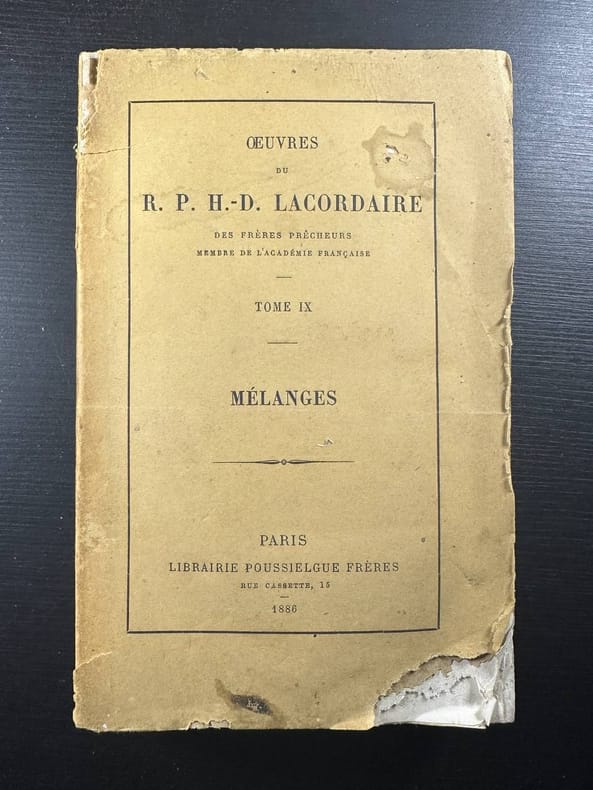 ŒUVRES
DU
R. P. H.-D. LACORDAIRE
DES FRÈRES PRÊCHEURS
MEMBRE DE L'ACADÉMIE FRANÇAISE
TOME IX
MÉLANGES
PARIS
LIBRAIRIE POUSSIELGUE FRÈRES
RUE CASSETTE, 15
1886